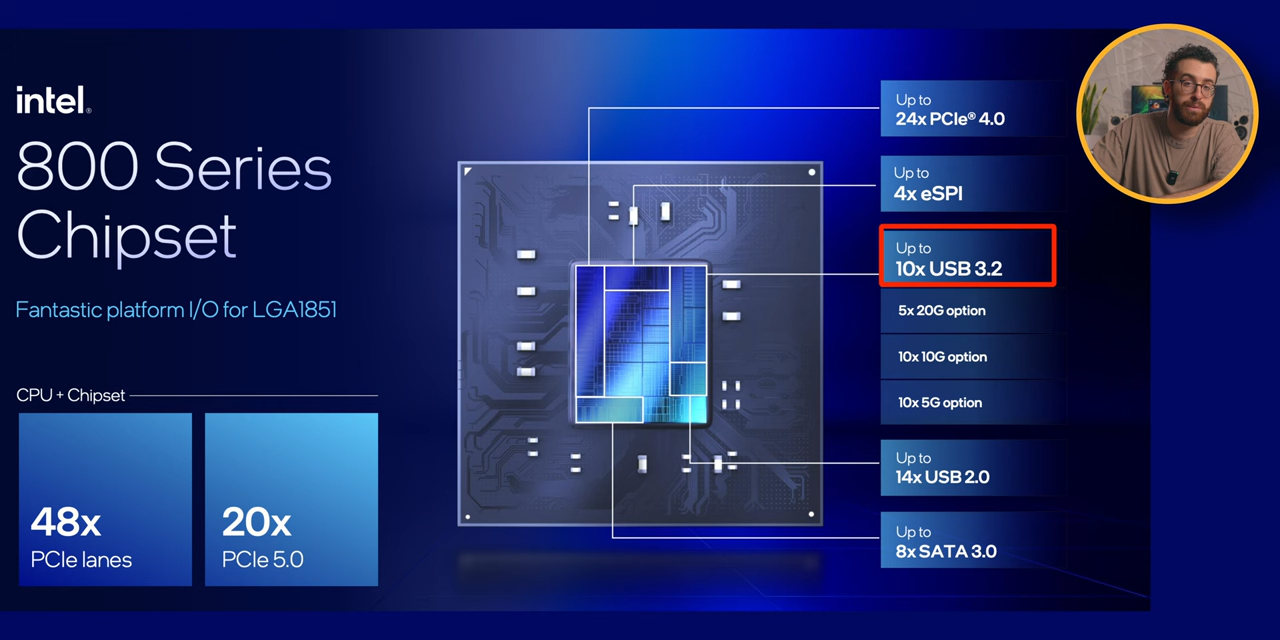 intel®
800 Series
Chipset
Fantastic platform I/O for LGA1851
CPU + Chipset
48x
PCIe lanes
20x
PCIe 5.0
Up to
24x PCIe® 4.0
Up to
4x eSPI
Up to
10x USB 3.2
5x 20G option
10x 10G option
10x 5G option
Up to
14x USB 2.0
Up to
8x SATA 3.0